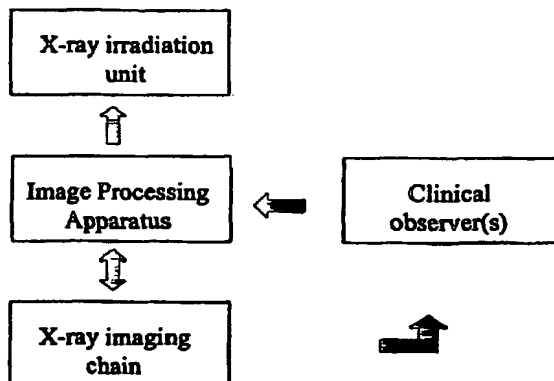 X-ray irradiation
unit
Image Processing
Apparatus
Clinical
observer(s)
X-ray imaging
chain